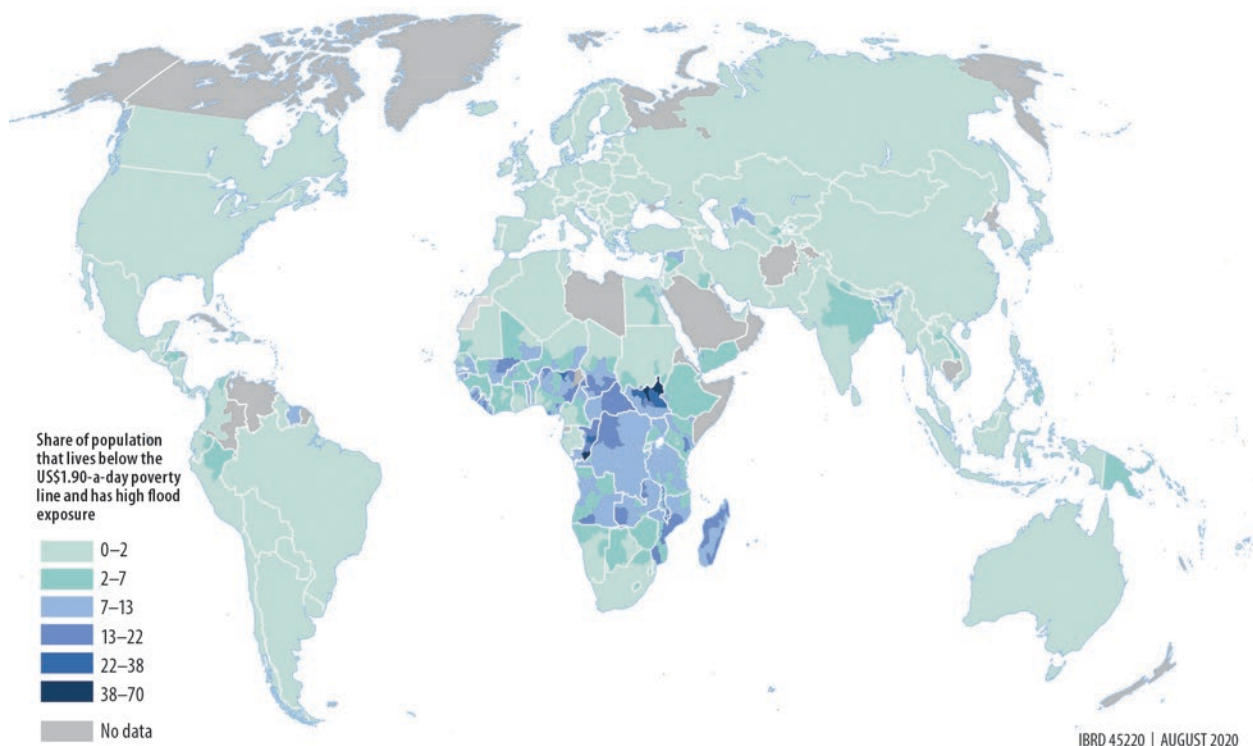 Share of population
that lives below the
US$1.90-a-day poverty
line and has high flood
exposure
0–2
2–7
7–13
13–22
22–38
38–70
No data
IBRD 45220 | AUGUST 2020